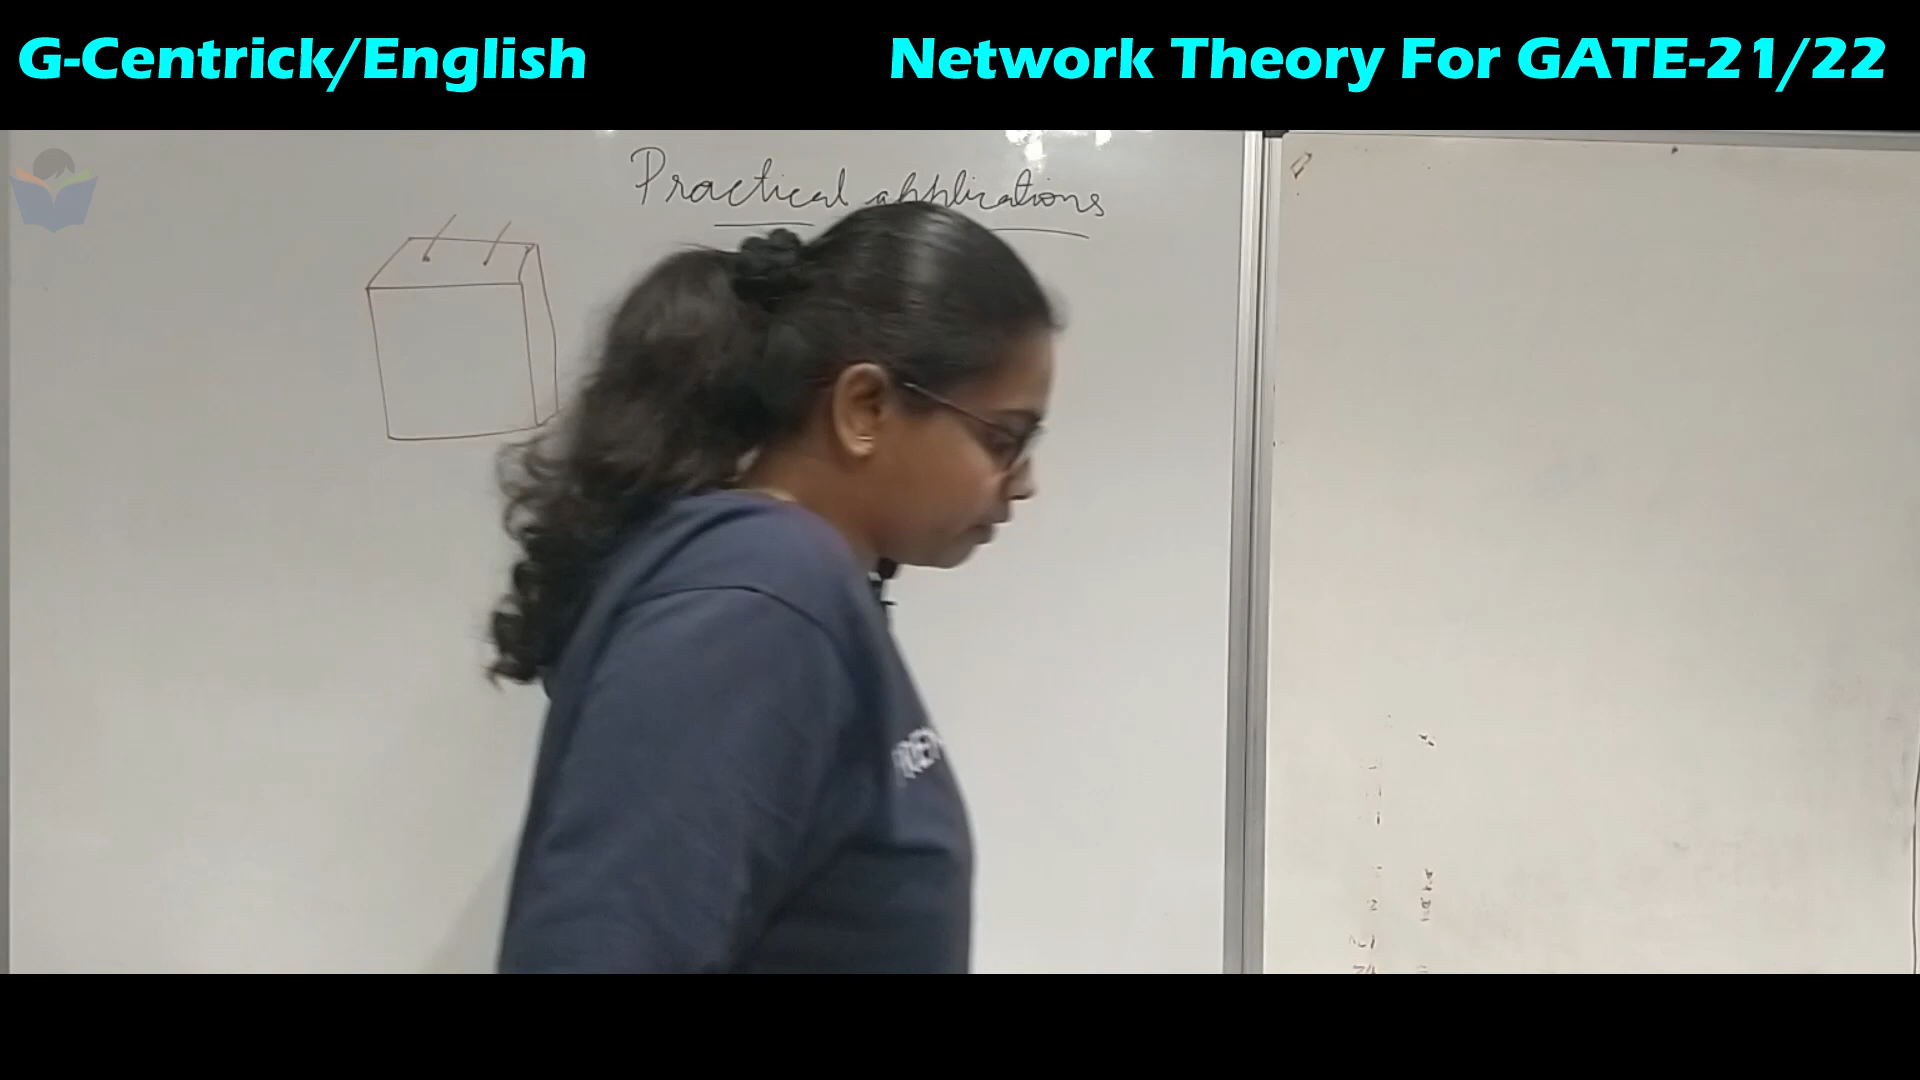 G-Centrick/English
Network Theory For GATE-21/22
Practical applications